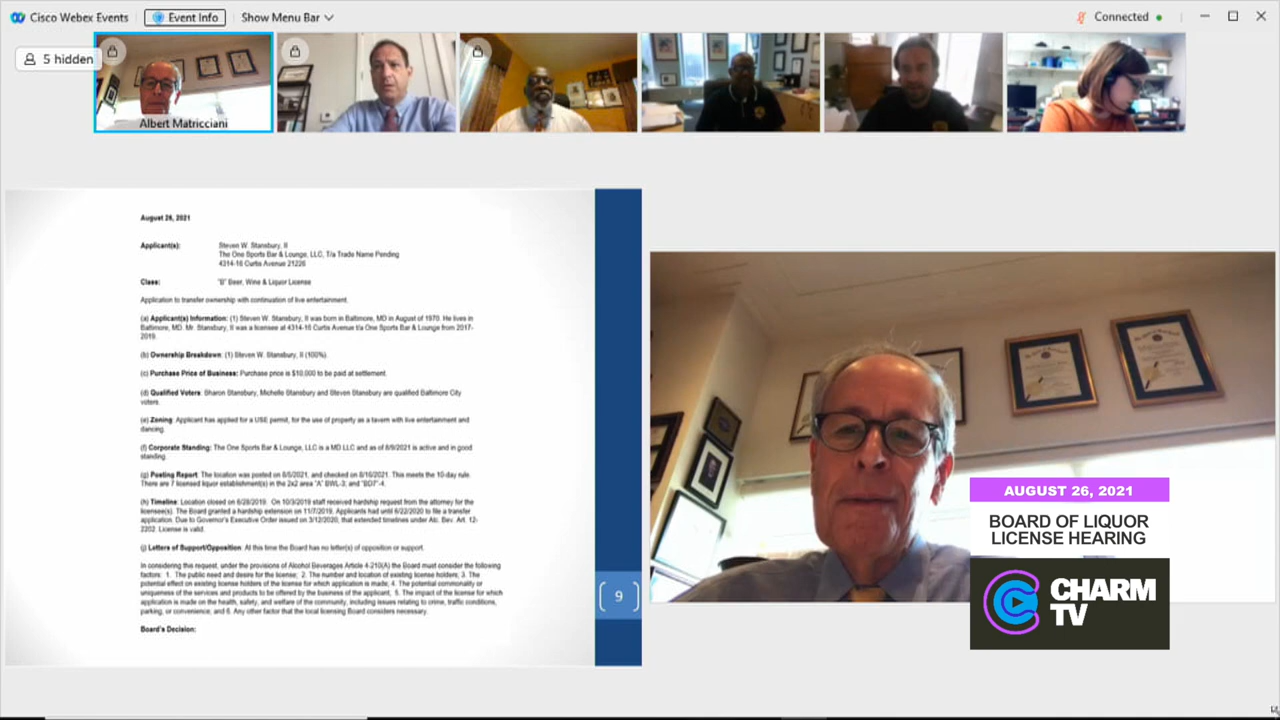 Cisco Webex Events
Event Info
Show Menu Bar
Connected
5 hidden
Albert Matricciani
August 26, 2021
Applicant(s): Steven W. Stansbury, II
The One Sports Bar & Lounge, LLC, T/a Trade Name Pending
4314-16 Curtis Avenue 21226
Class: "B" Beer, Wine & Liquor License
Application to transfer ownership with continuation of live entertainment.
(a) Applicant(s) Information: (1) Steven W. Stansbury, II was born in Baltimore, MD in August of 1970. He lives in
Baltimore, MD. Mr. Stansbury, II was a licensee at 4314-16 Curtis Avenue t/a One Sports Bar & Lounge from 2017-
2019.
(b) Ownership Breakdown: (1) Steven W. Stansbury, II (100%).
(c) Purchase Price of Business: Purchase price is $10,000 to be paid at settlement.
(d) Qualified Voters: Sharon Stansbury, Michelle Stansbury and Steven Stansbury are qualified Baltimore City
voters.
(e) Zoning: Applicant has applied for a USE permit, for the use of property as a tavern with live entertainment and
dancing.
(f) Corporate Standing: The One Sports Bar & Lounge, LLC is a MD LLC and as of 8/9/2021 is active and in good
standing.
(g) Posting Report: The location was posted on 8/5/2021, and checked on 8/16/2021. This meets the 10-day rule.
There are 7 licensed liquor establishment(s) in the 2x2 area "A" BWL-3; and "BD7"-4.
(h) Timeline: Location closed on 6/28/2019. On 10/3/2019 staff received hardship request from the attorney for the
licensee(s). The Board granted a hardship extension on 11/7/2019. Applicants had until 6/22/2020 to file a transfer
application. Due to Governor's Executive Order issued on 3/12/2020, that extended timelines under Alc. Bev. Art. 12-
2202. License is valid.
(j) Letters of Support/Opposition: At this time the Board has no letter(s) of opposition or support.
In considering this request, under the provisions of Alcohol Beverages Article 4-210(A) the Board must consider the following
factors: 1. The public need and desire for the license; 2. The number and location of existing license holders; 3. The
potential effect on existing license holders of the license for which application is made; 4. The potential commonality or
uniqueness of the services and products to be offered by the business of the applicant; 5. The impact of the license for which
application is made on the health, safety, and welfare of the community, including issues relating to crime, traffic conditions,
parking, or convenience; and 6. Any other factor that the local licensing Board considers necessary.
Board's Decision:
9
AUGUST 26, 2021
BOARD OF LIQUOR
LICENSE HEARING
CHARM
TV